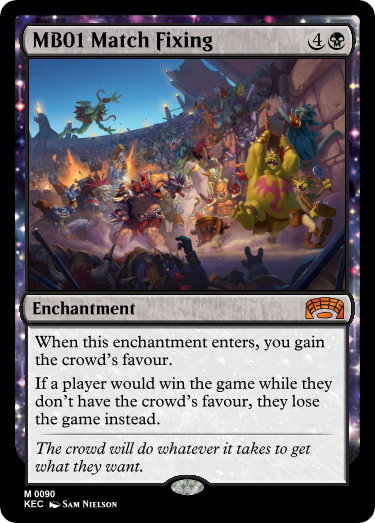 MB01 Match Fixing 4
Enchantment
When this enchantment enters, you gain
the crowd's favour.
If a player would win the game while they
don't have the crowd's favour, they lose
the game instead.
The crowd will do whatever it takes to get
what they want.
M 0090
KEC Sam Nielson